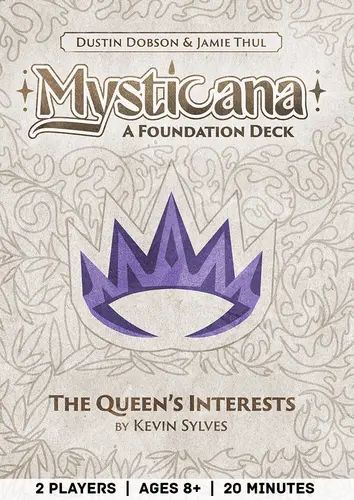 DUSTIN DOBSON & JAMIE THUL
Mysticana
A FOUNDATION DECK
THE QUEEN'S INTERESTS
BY KEVIN SYLVES
2 PLAYERS | AGES 8+ | 20 MINUTES